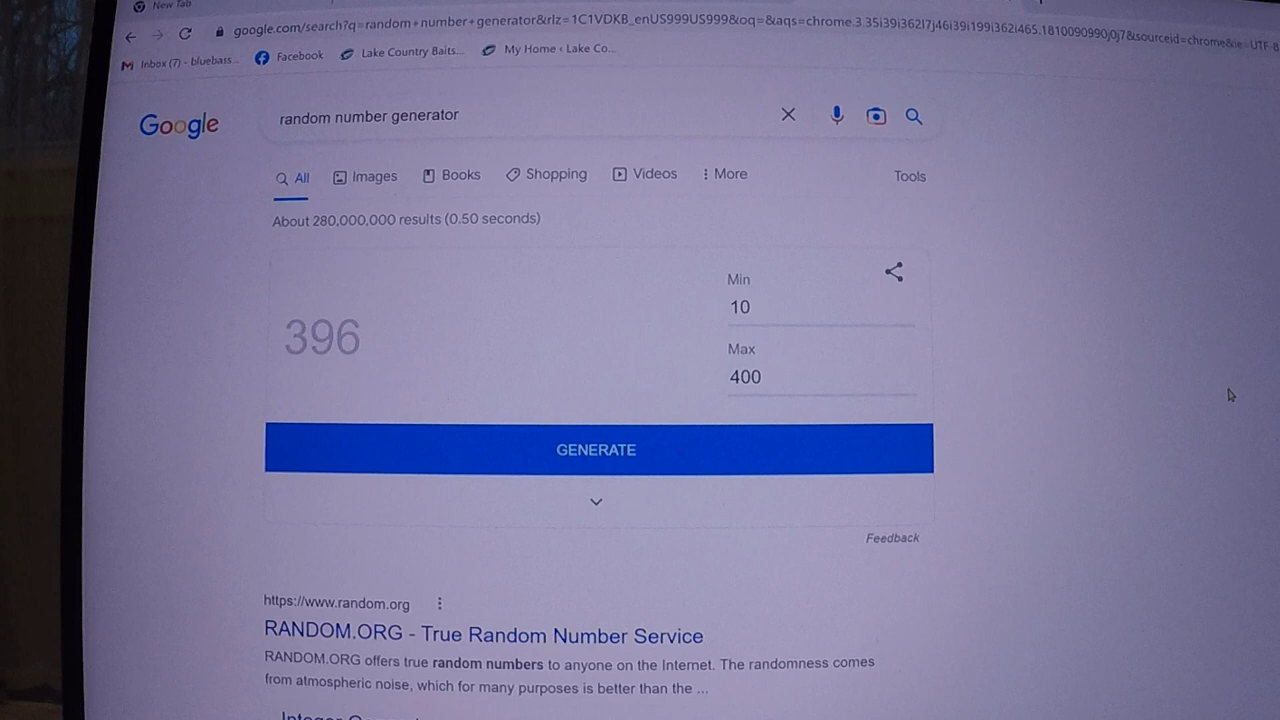 New Tab
google.com/search?q=random+number+generator&rlz=1C1VDKB_enUS999US999&oq=&aqs=chrome.3.35i39i362l7j46i39i199i362i465.1810090990j0j7&sourceid=chrome&ie=UTF-8
Inbox (7) - bluebass... Facebook Lake Country Baits... My Home ‹ Lake Co...
Google random number generator
All Images Books Shopping Videos More Tools
About 280,000,000 results (0.50 seconds)
Min
10
396
Max
400
GENERATE
Feedback
https://www.random.org
RANDOM.ORG - True Random Number Service
RANDOM.ORG offers true random numbers to anyone on the Internet. The randomness comes
from atmospheric noise, which for many purposes is better than the ...